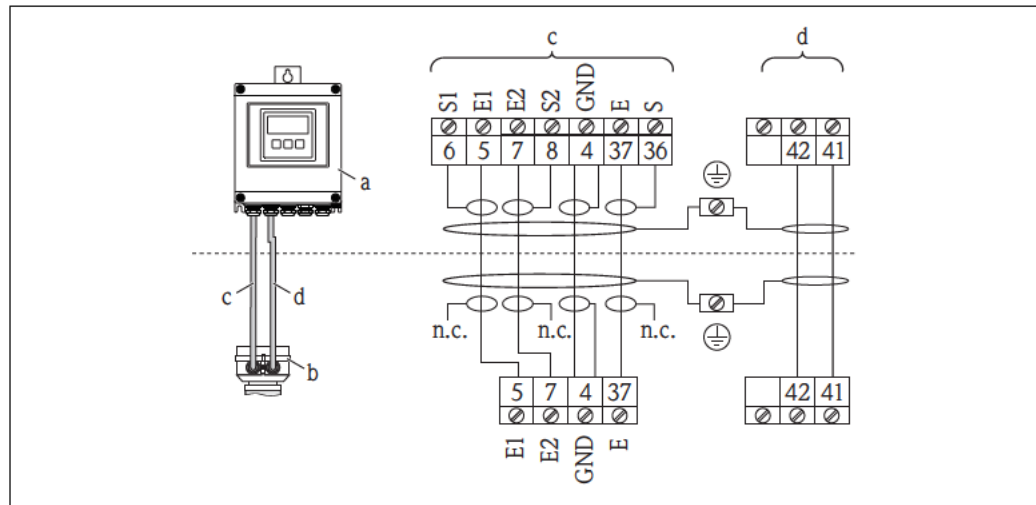 c
d
S1 E1 E2 S2 GND E S
6 5 7 8 4 37 36
42 41
a
c
d
b
n.c. n.c. n.c.
5 7 4 37
42 41
E1 E2 GND E